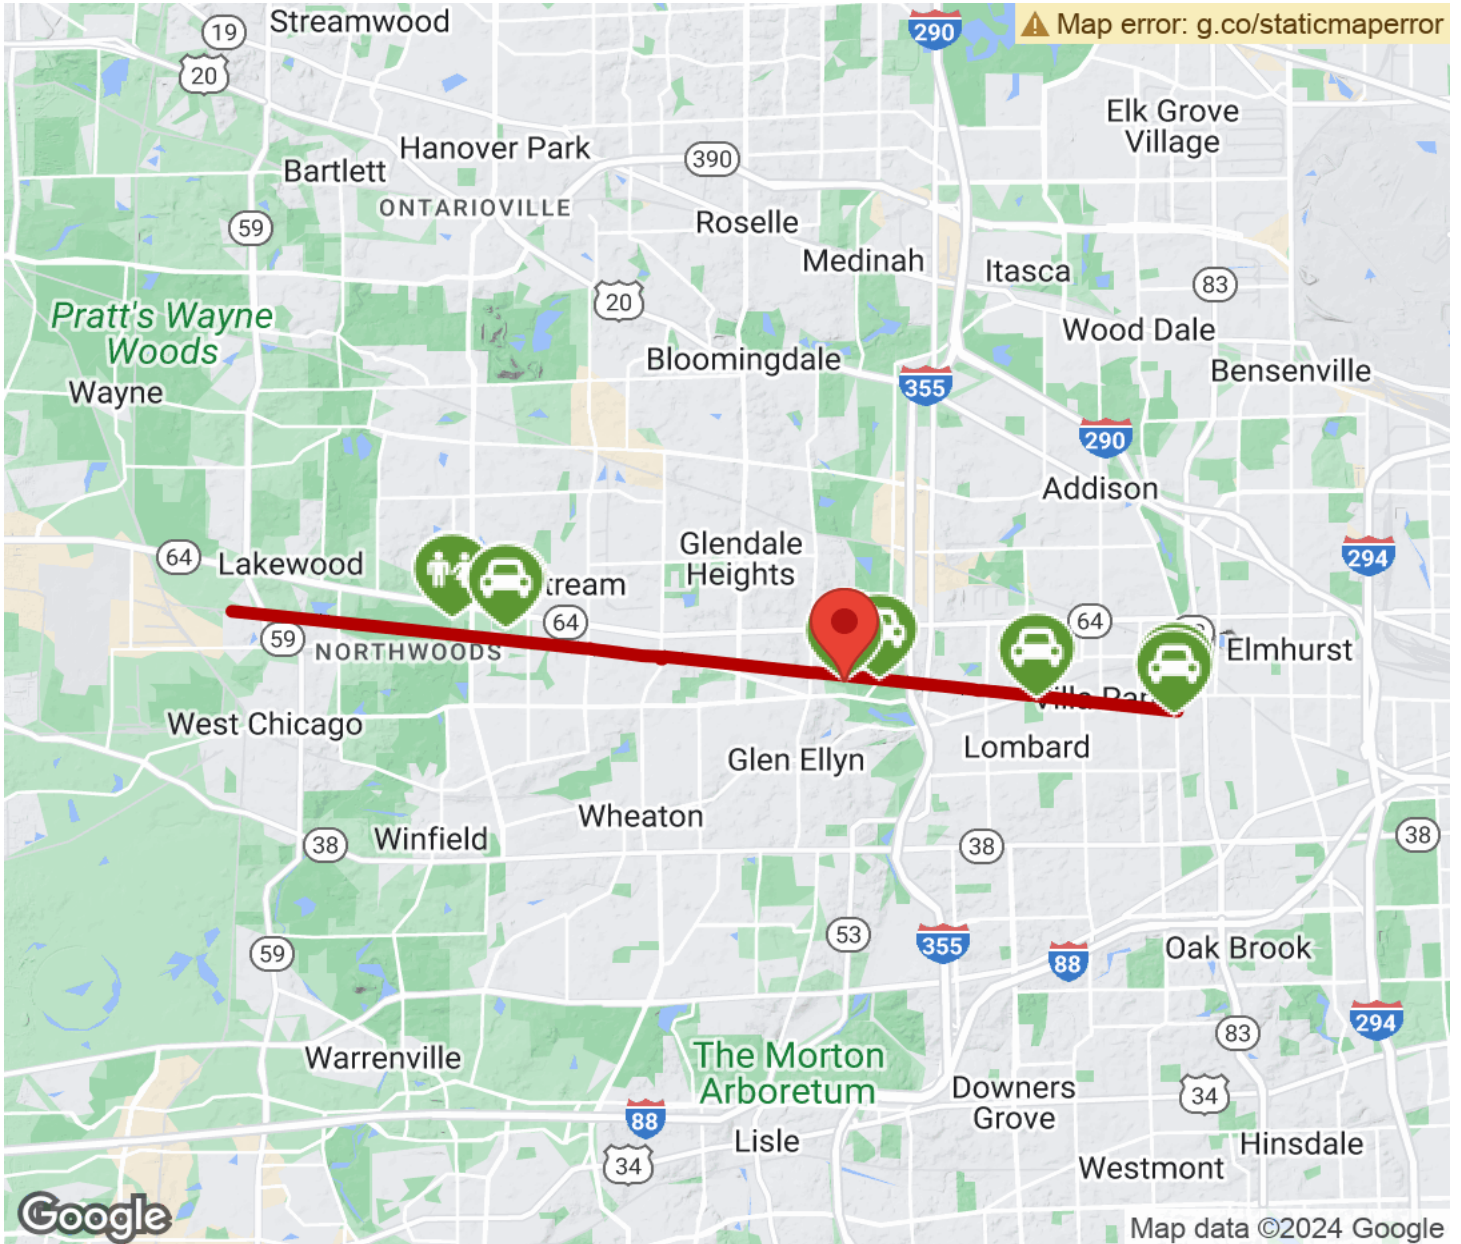 Map error: g.co/staticmaperror
19
Streamwood
290
20
Elk Grove
Village
Hanover Park
390
Bartlett
ONTARIOVILLE
59
Roselle
Medinah
Itasca
83
20
Pratt's Wayne
Woods
Wood Dale
Bloomingdale
Bensenville
355
Wayne
290
Addison
64
Lakewood
Glendale
Heights
294
tream
64
64
59
NORTHWOODS
Elmhurst
West Chicago
Glen Ellyn
Lombard
Wheaton
Winfield
38
38
38
53
59
355
88
Oak Brook
294
83
Warrenville
The Morton
Arboretum
Downers
Grove
34
88
Lisle
Hinsdale
34
Westmont
Google
Map data ©2024 Google